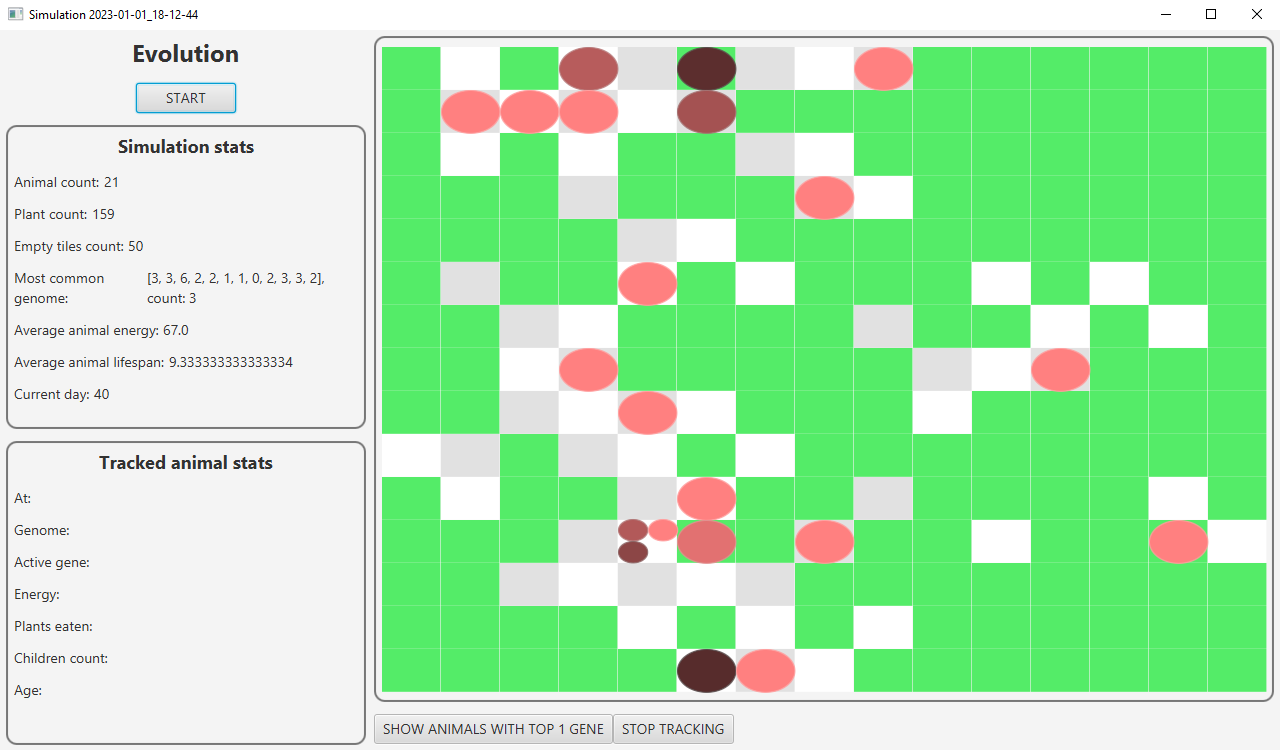 Simulation 2023-01-01_18-12-44
Evolution
START
Simulation stats
Animal count: 21
Plant count: 159
Empty tiles count: 50
Most common genome:
[3, 3, 6, 2, 2, 1, 1, 0, 2, 3, 3, 2],
count: 3
Average animal energy: 67.0
Average animal lifespan: 9.333333333333334
Current day: 40
Tracked animal stats
At:
Genome:
Active gene:
Energy:
Plants eaten:
Children count:
Age:
SHOW ANIMALS WITH TOP 1 GENE
STOP TRACKING